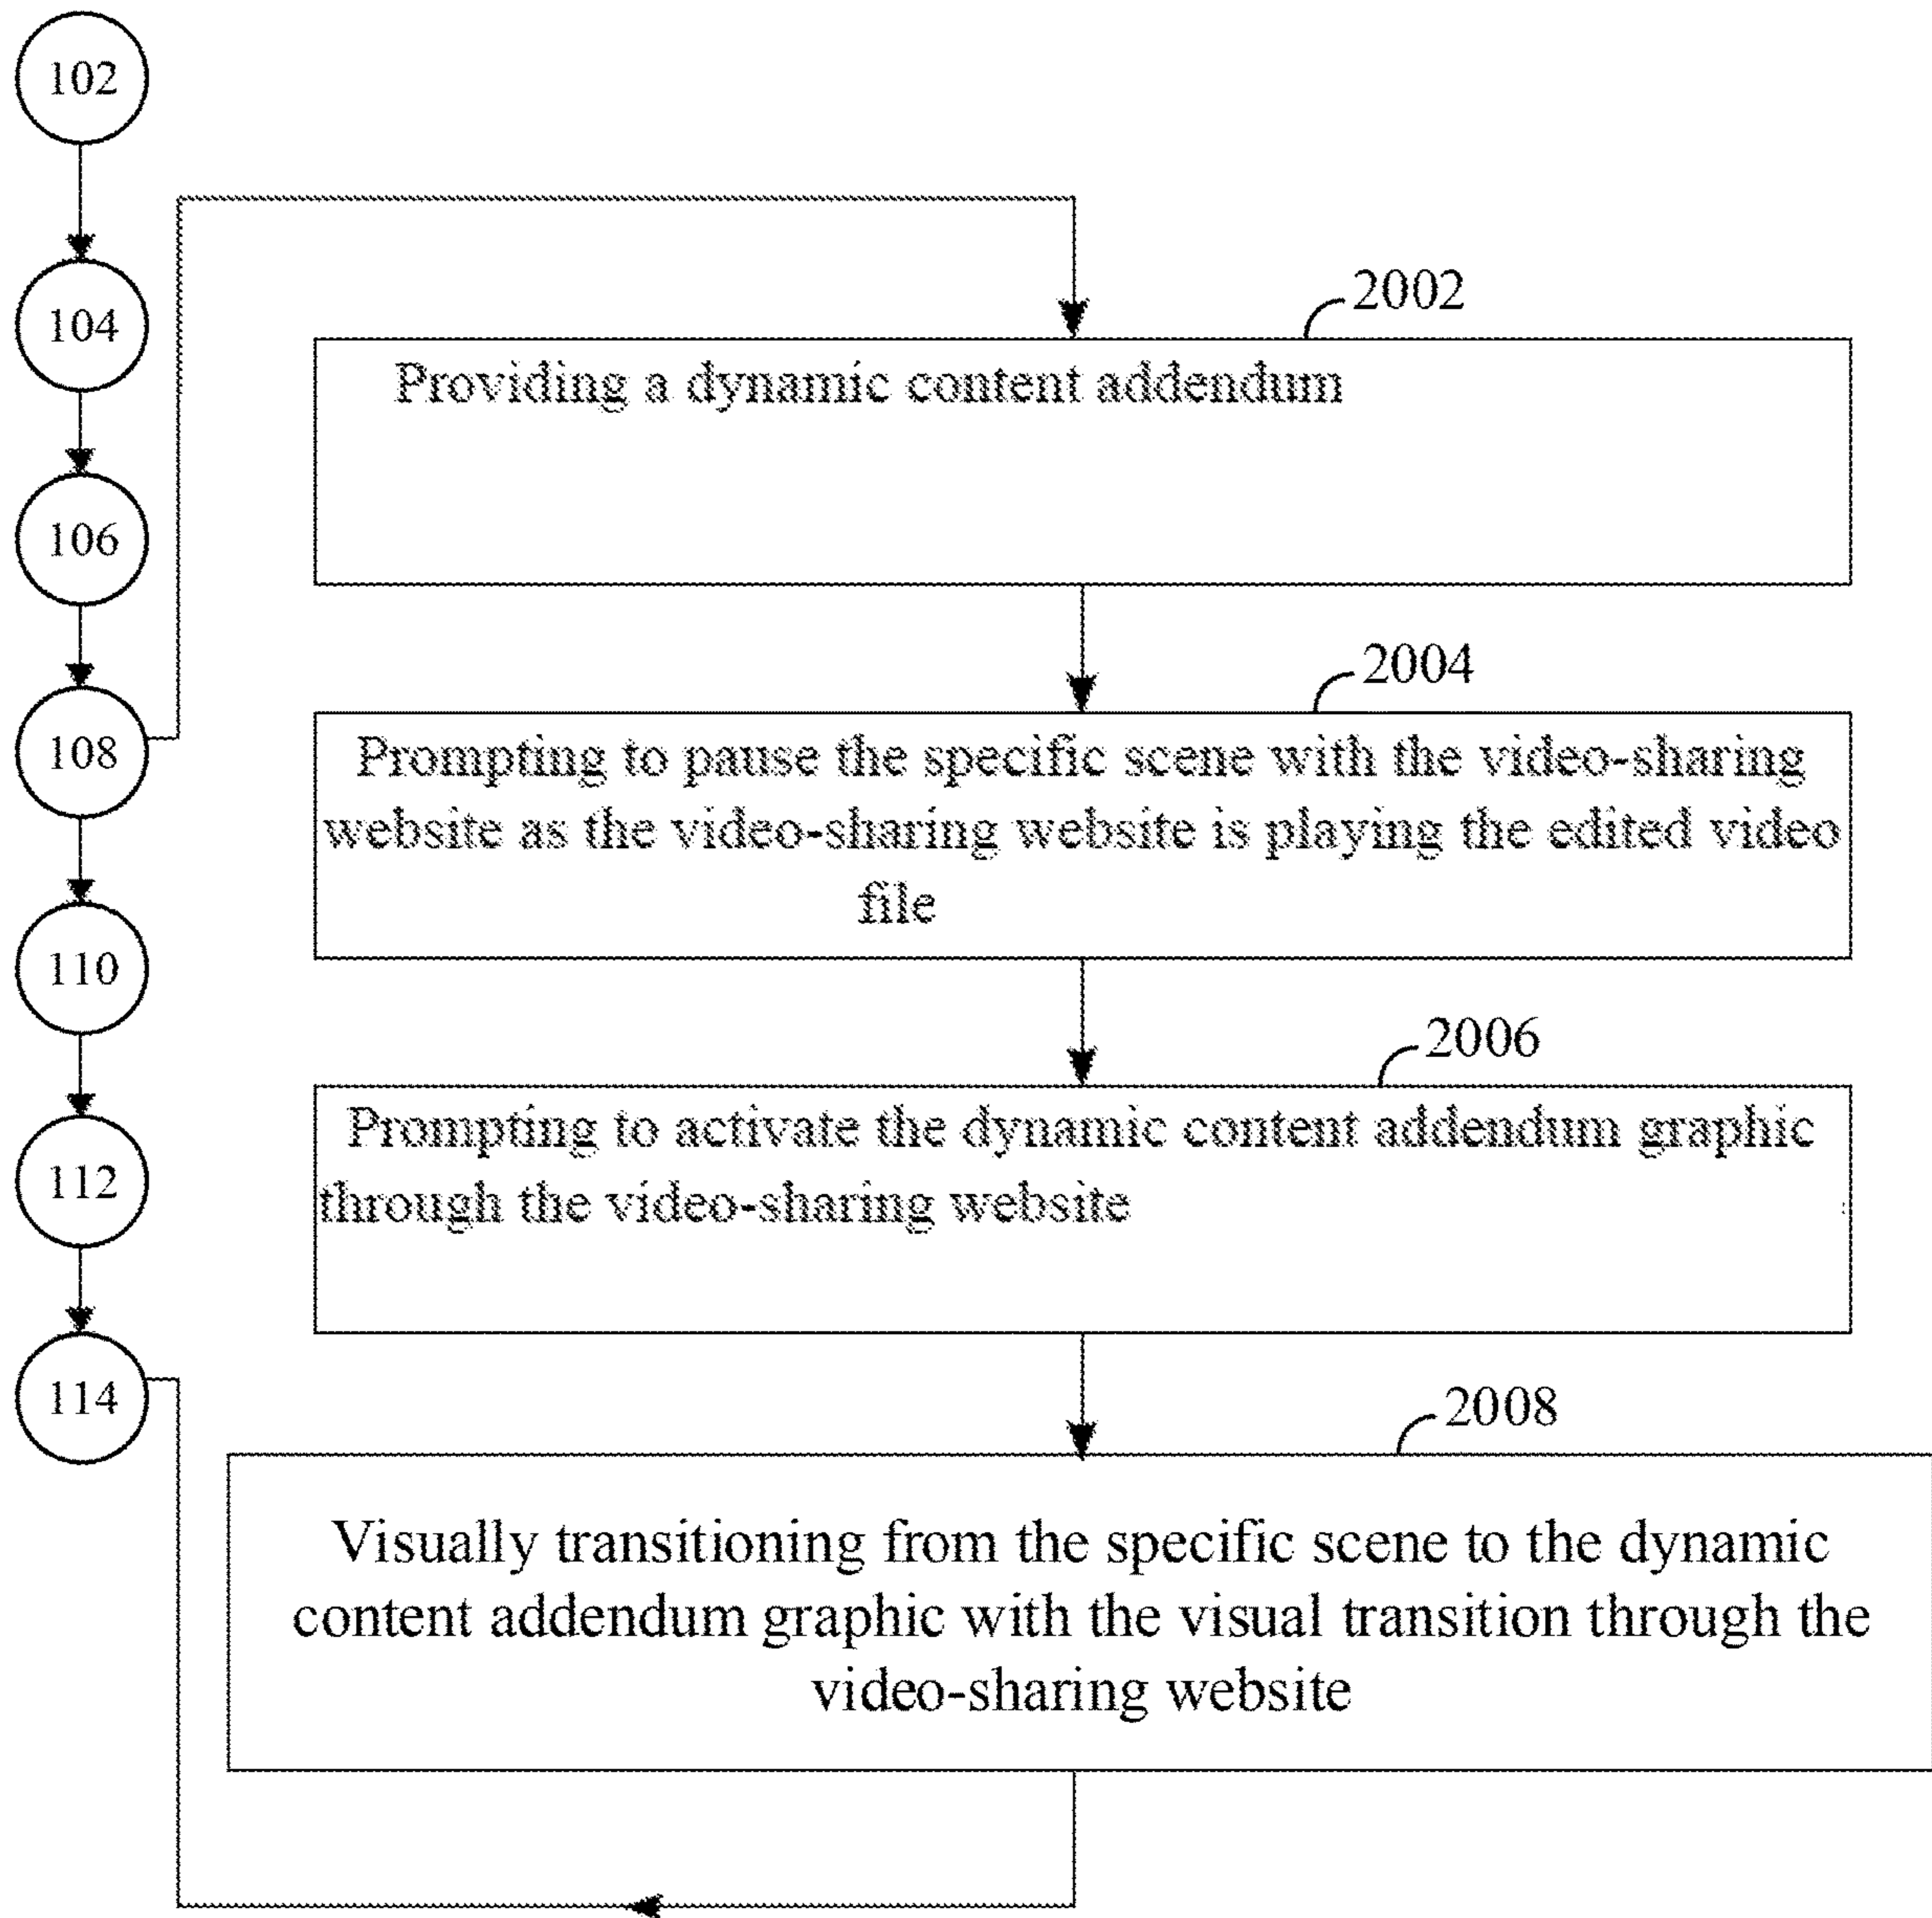 102
104
106
108
110
112
114
2002
Providing a dynamic content addendum
2004
Prompting to pause the specific scene with the video-sharing
website as the video-sharing website is playing the edited video
file
2006
Prompting to activate the dynamic content addendum graphic
through the video-sharing website
2008
Visually transitioning from the specific scene to the dynamic
content addendum graphic with the visual transition through the
video-sharing website